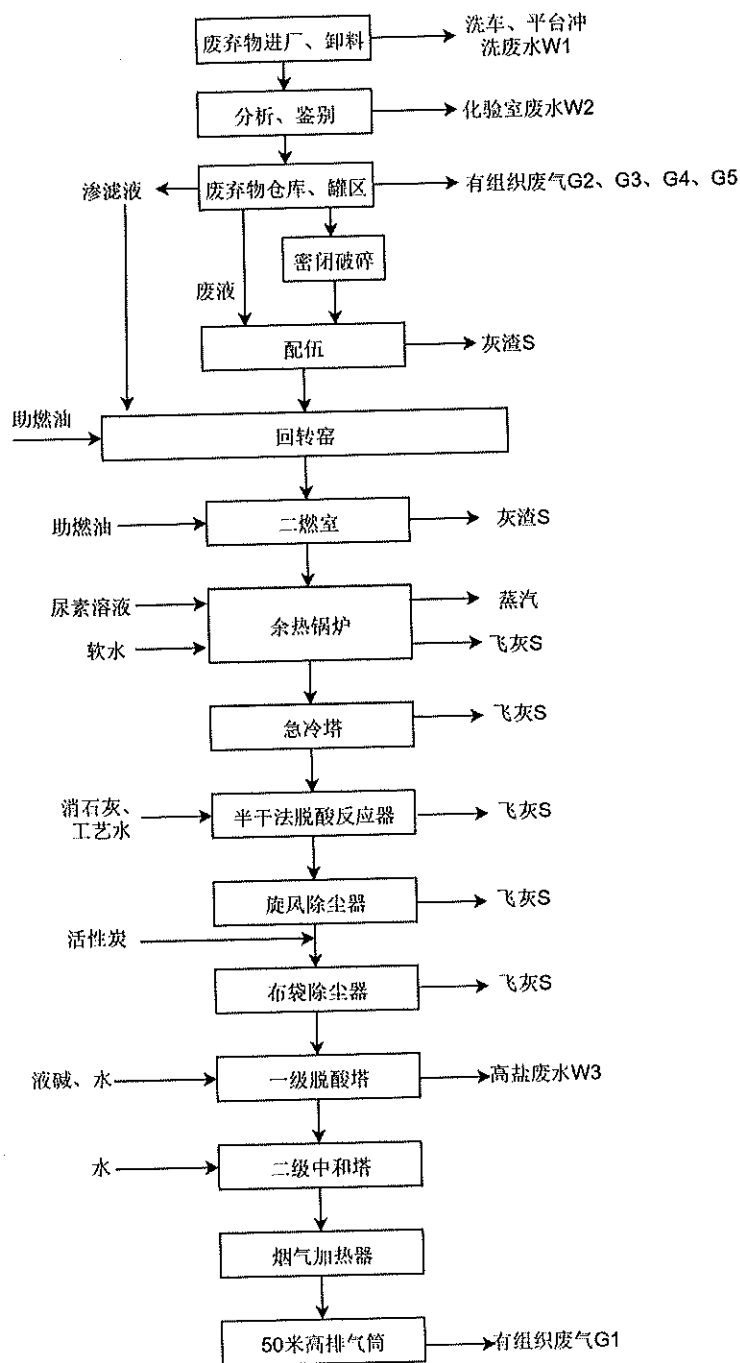 废弃物进厂、卸料
洗车、平台冲
洗废水W1
分析、鉴别
化验室废水W2
渗滤液
废弃物仓库、罐区
有组织废气G2、G3、G4、G5
密闭破碎
废液
配伍
灰渣S
助燃油
回转窑
助燃油
二燃室
灰渣S
尿素溶液
余热锅炉
蒸汽
软水
飞灰S
急冷塔
飞灰S
消石灰、
工艺水
半干法脱酸反应器
飞灰S
旋风除尘器
飞灰S
活性炭
布袋除尘器
飞灰S
液碱、水
一级脱酸塔
高盐废水W3
水
二级中和塔
烟气加热器
50米高排气筒
有组织废气G1